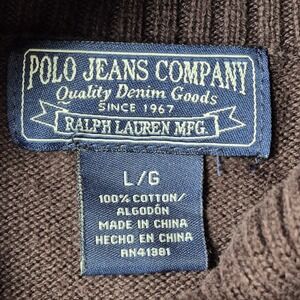 POLO JEANS COMPANY
Quality Denim Goods
SINCE 1967
RALPH LAUREN MFG.
L/G
100% COTTON/
ALGODÓN
MADE IN CHINA
HECHO EN CHINA
RN41381